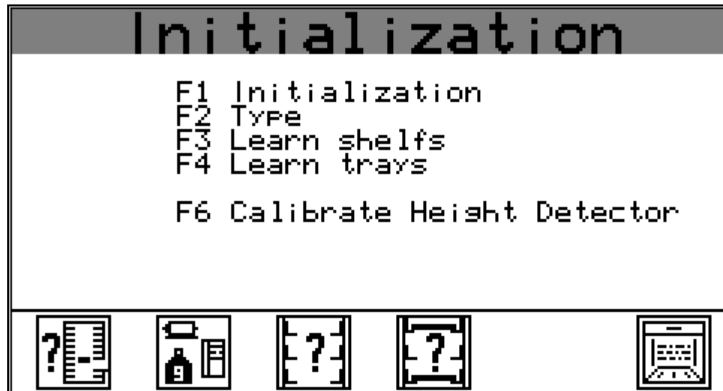 Initialization
F1 Initialization
F2 Type
F3 Learn shelfs
F4 Learn trays
F6 Calibrate Height Detector
? ? ?